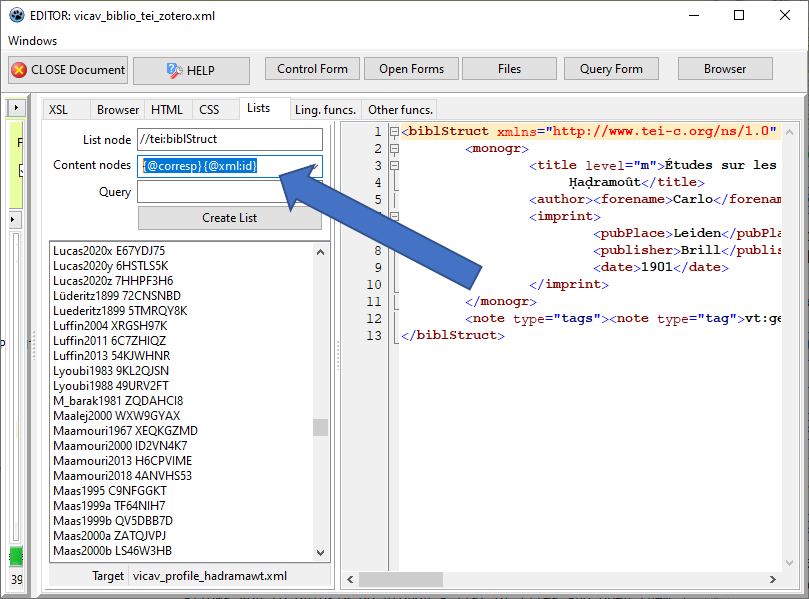 EDITOR: vicav_biblio_tei_zotero.xml
Windows
CLOSE Document HELP Control Form Open Forms Files Query Form Browser
XSL Browser HTML CSS Lists Ling. funcs. Other funcs.
List node //tei:biblStruct
Content nodes {@corresp} {@xml:id}
Query
Create List
Lucas2020x E67YDJ75
Lucas2020y 6HSTLS5K
Lucas2020z 7HHPF3H6
Lüderitz1899 72CNSNBD
Luederitz1899 5TMRQY8K
Luffin2004 XRGSH97K
Luffin2011 6C7ZHIQZ
Luffin2013 54KJWHNR
Lyoubi1983 9KL2QJSN
Lyoubi1988 49URV2FT
M_barak1981 ZQDAHCI8
Maalej2000 WXW9GYAX
Maamouri1967 XEQKGZMD
Maamouri2000 ID2VN4K7
Maamouri2013 H6CPVIME
Maamouri2018 4ANVHS53
Maas1995 C9NFGGKT
Maas1999a TF64NIH7
Maas1999b QV5DBB7D
Maas2000a ZATQJVPJ
Maas2000b LS46W3HB
Target vicav_profile_hadramawt.xml
39
1 <biblStruct xmlns="http://www.tei-c.org/ns/1.0"
2 <monogr>
3 <title level="m">Études sur les
4 Ḥaḍramoût</title>
5 <author><forename>Carlo</forenam
<imprint>
<pubPlace>Leiden</pubPla
8 <publisher>Brill</publis
9 <date>1901</date>
10 </imprint>
11 </monogr>
12 <note type="tags"><note type="tag">vt:ge
13 </biblStruct>